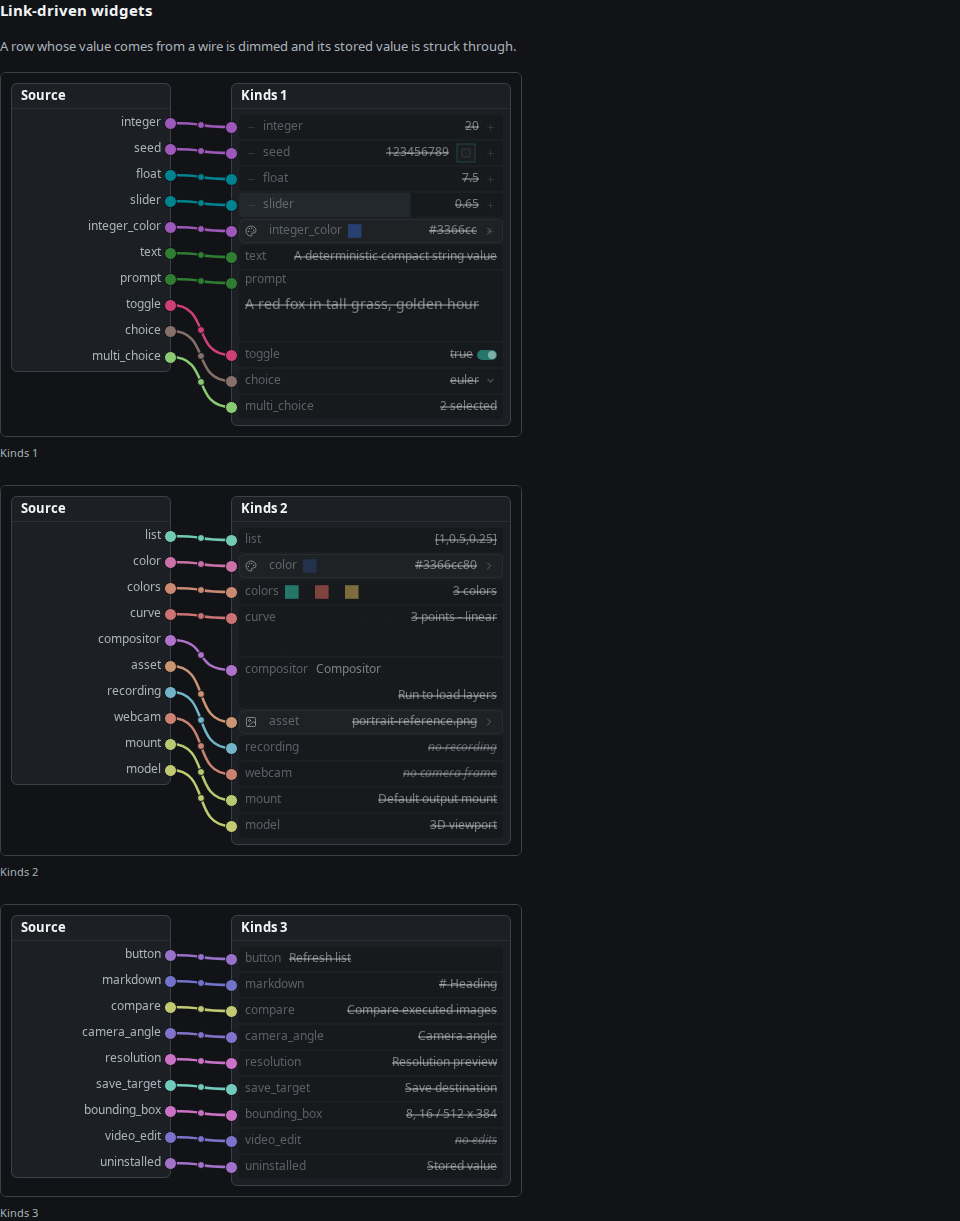 Link-driven widgets
A row whose value comes from a wire is dimmed and its stored value is struck through.
Source
integer
seed
float
slider
integer_color
text
prompt
toggle
choice
multi_choice
Kinds 1
integer 20
seed 123456789
float 7.5
slider 0.65
integer_color #3366cc
text A deterministic compact string value
prompt
A red fox in tall grass, golden hour
toggle true
choice euler
multi_choice 2 selected
Kinds 1
Source
list
color
colors
curve
compositor
asset
recording
webcam
mount
model
Kinds 2
list [1,0.5,0.25]
color #3366cc80
colors 3 colors
curve 3 points - linear
compositor Compositor
Run to load layers
asset portrait-reference.png
recording no recording
webcam no camera frame
mount Default output mount
model 3D viewport
Kinds 2
Source
button
markdown
compare
camera_angle
resolution
save_target
bounding_box
video_edit
uninstalled
Kinds 3
button Refresh list
markdown # Heading
compare Compare executed images
camera_angle Camera angle
resolution Resolution preview
save_target Save destination
bounding_box 8, 16 / 512 x 384
video_edit no edits
uninstalled Stored value
Kinds 3